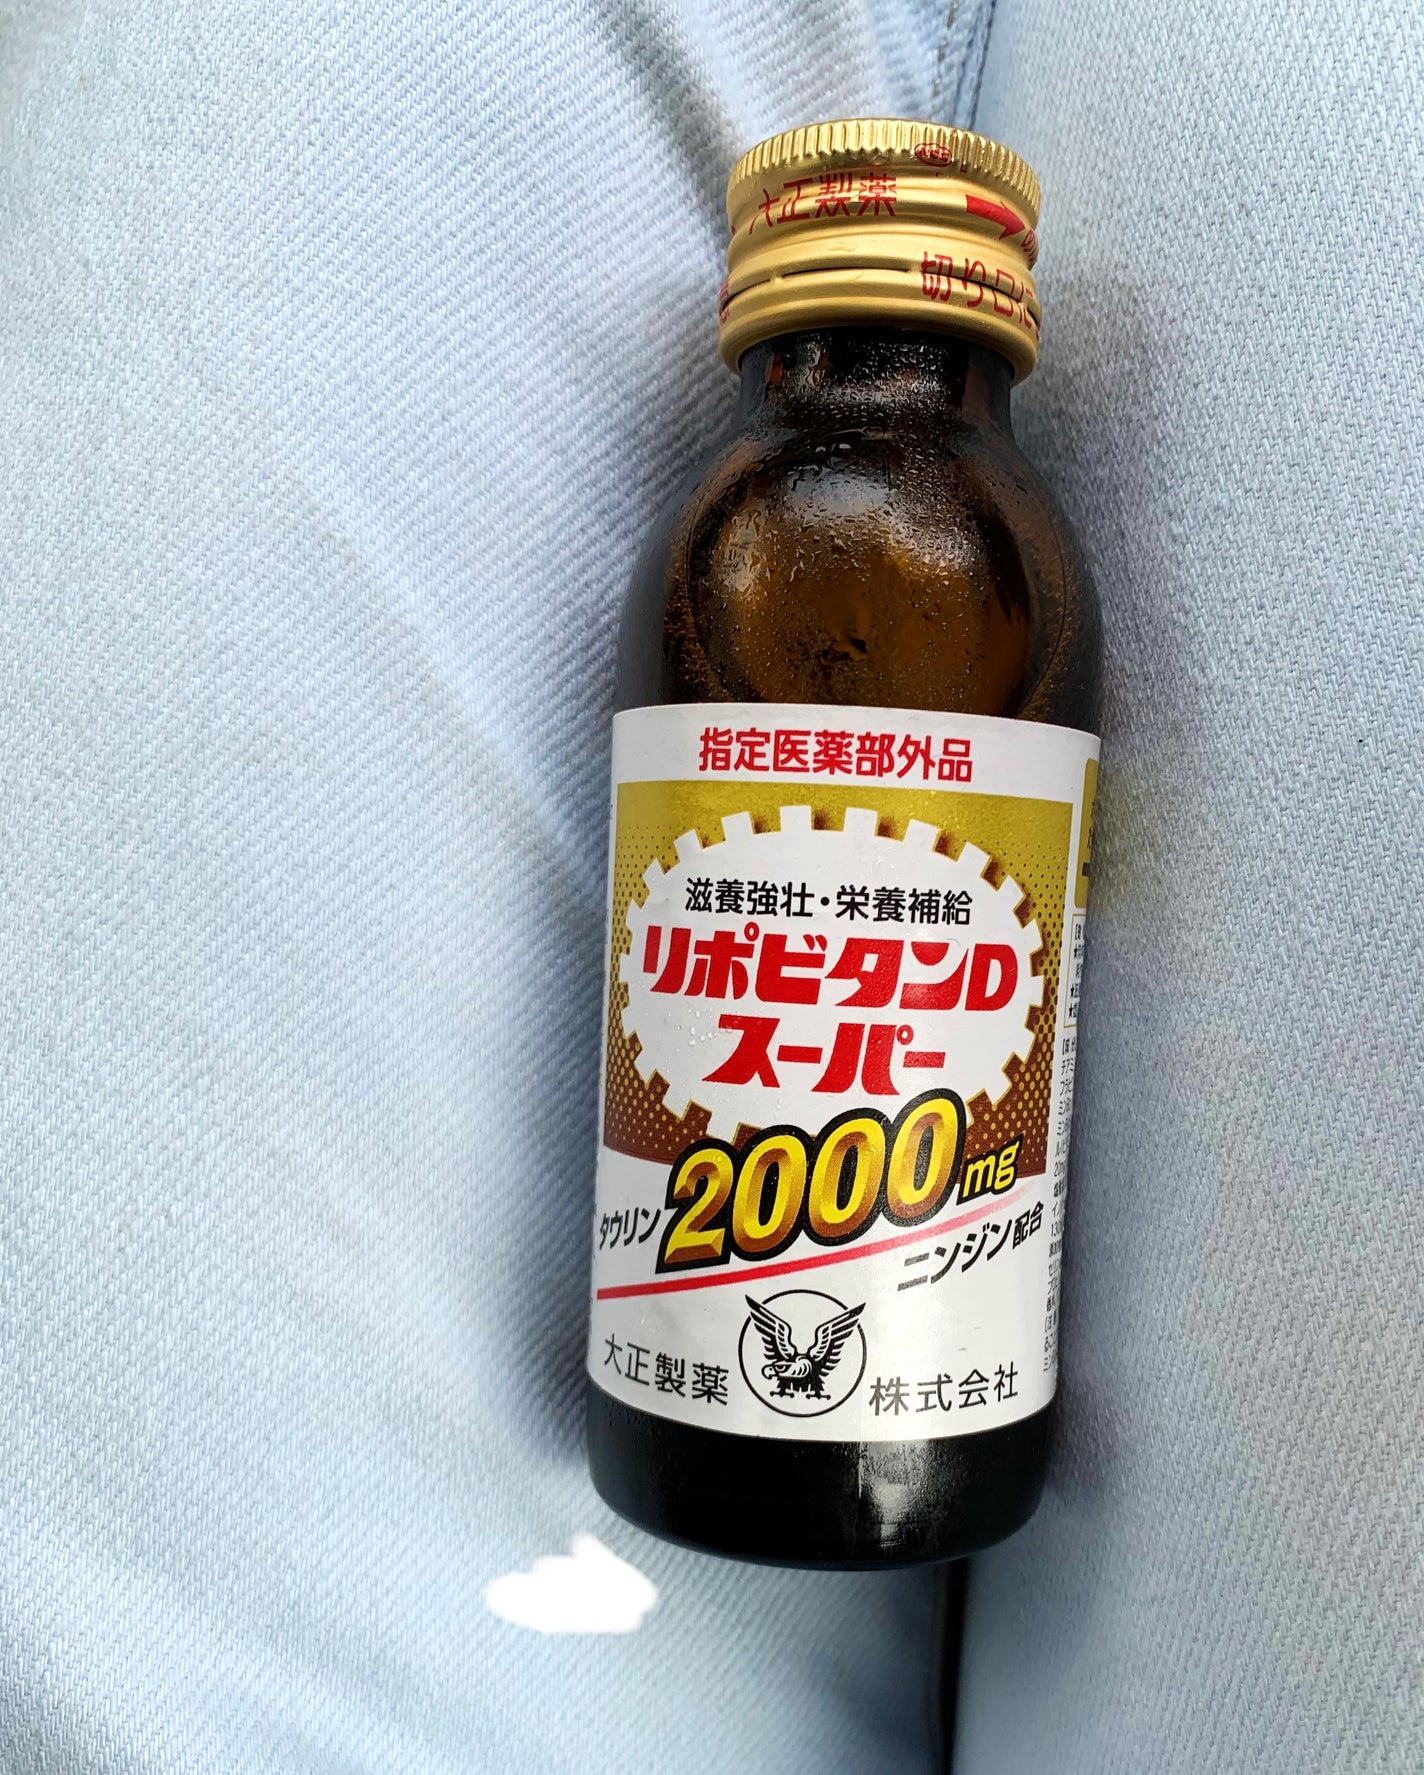 大正製薬
切り口に
指定医薬部外品
滋養強壮・栄養補給
リポビタンD
スーパー
タウリン2000mg
ニンジン配合
大正製薬株式会社